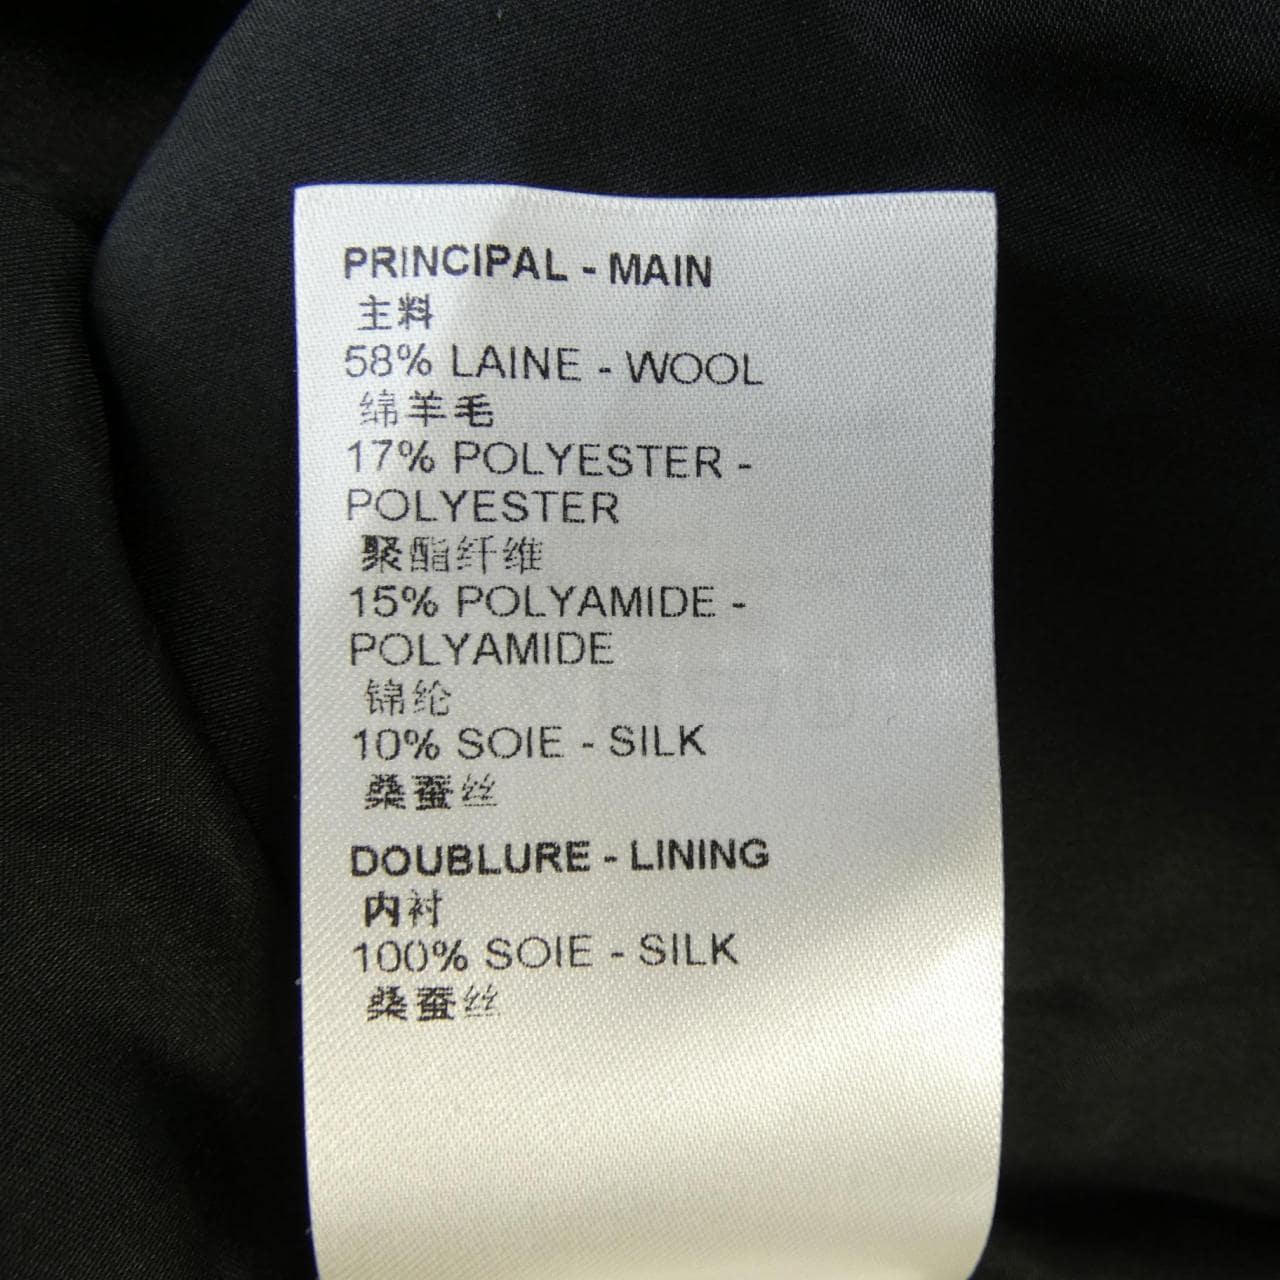 PRINCIPAL - MAIN
主料
58% LAINE - WOOL
绵羊毛
17% POLYESTER -
POLYESTER
聚酯纤维
15% POLYAMIDE -
POLYAMIDE
锦纶
10% SOIE - SILK
桑蚕丝
DOUBLURE - LINING
内衬
100% SOIE - SILK
桑蚕丝